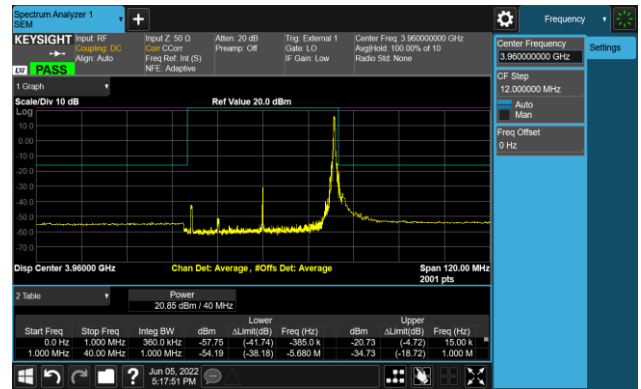 Spectrum Analyzer 1
SEM
+
Frequency
KEYSIGHT Input: RF Input Z: 50 Ω Atten: 20 dB Trig: External 1 Center Freq: 3.960000000 GHz
Coupling: DC Corr CCorr Preamp: Off Gate: LO Avg|Hold: 100.00% of 10
Align: Auto Freq Ref: Int (S) IF Gain: Low Radio Std: None
LXI PASS NFE: Adaptive
Center Frequency Settings
3.960000000 GHz
CF Step
12.000000 MHz
Auto
Man
Freq Offset
0 Hz
1 Graph
Scale/Div 10 dB Ref Value 20.0 dBm
Log
10.0
0.00
-10.0
-20.0
-30.0
-40.0
-50.0
-60.0
-70.0
Disp Center 3.96000 GHz Chan Det: Average , #Offs Det: Average Span 120.00 MHz
2001 pts
2 Table Power
20.85 dBm / 40 MHz
Lower Upper
Start Freq Stop Freq Integ BW dBm ΔLimit(dB) Freq (Hz) dBm ΔLimit(dB) Freq (Hz)
0.0 Hz 1.000 MHz 360.0 kHz -57.75 (-41.74) -385.0 k -20.73 (-4.72) 15.00 k
1.000 MHz 40.00 MHz 1.000 MHz -54.19 (-38.18) -5.680 M -34.73 (-18.72) 1.000 M
? Jun 05, 2022
5:17:51 PM